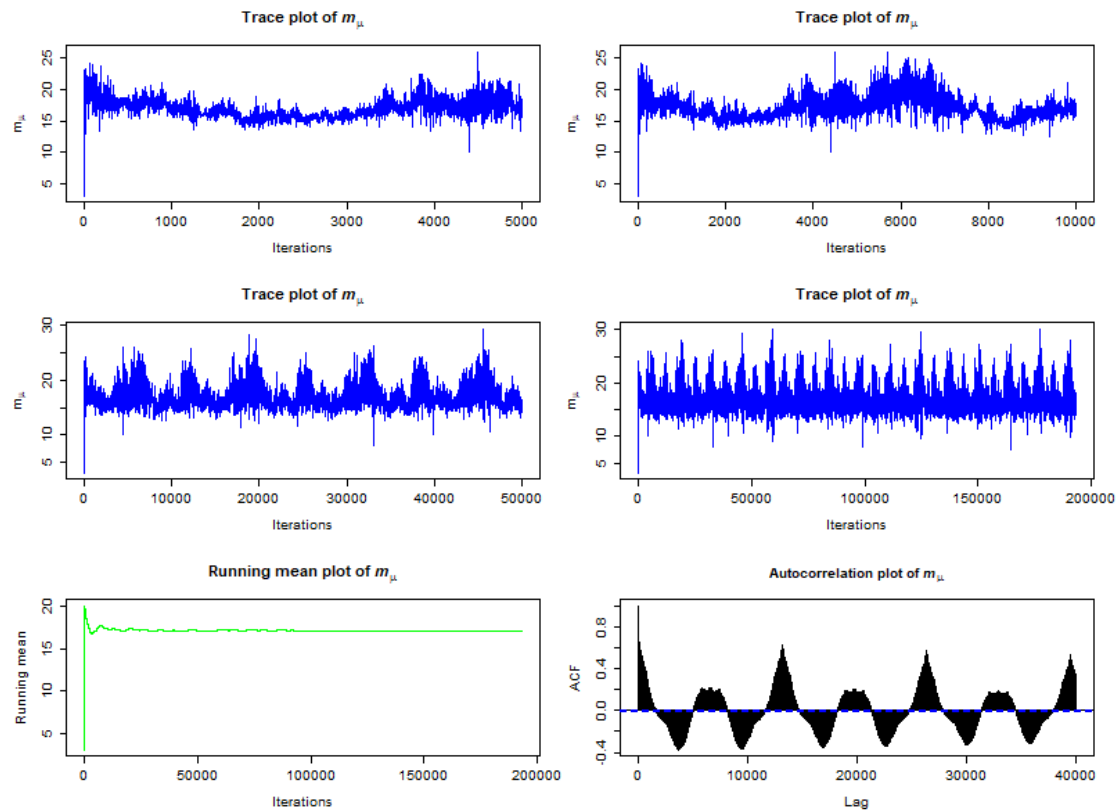 Trace plot of mμ
25
20
15
10
5
mμ
0 1000 2000 3000 4000 5000
Iterations
Trace plot of mμ
25
20
15
10
5
mμ
0 2000 4000 6000 8000 10000
Iterations
Trace plot of mμ
30
20
10
5
mμ
0 10000 20000 30000 40000 50000
Iterations
Trace plot of mμ
30
20
10
5
mμ
0 50000 100000 150000 200000
Iterations
Running mean plot of mμ
20
15
10
5
Running mean
0 50000 100000 150000 200000
Iterations
Autocorrelation plot of mμ
0.8
0.4
0.0
-0.4
ACF
0 10000 20000 30000 40000
Lag